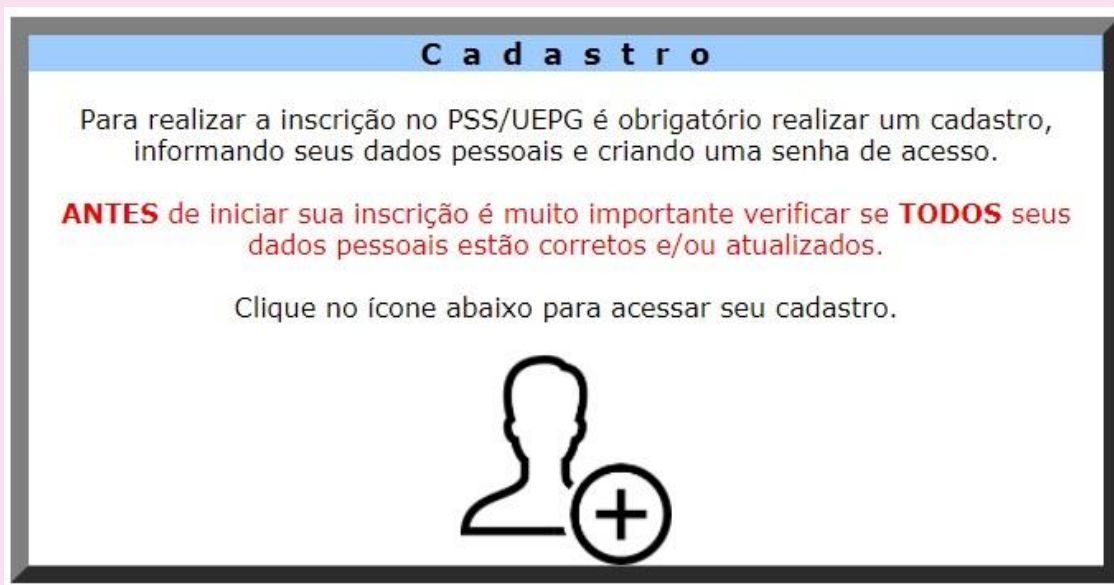 Cadastro
Para realizar a inscrição no PSS/UEPG é obrigatório realizar um cadastro,
informando seus dados pessoais e criando uma senha de acesso.
ANTES de iniciar sua inscrição é muito importante verificar se TODOS seus
dados pessoais estão corretos e/ou atualizados.
Clique no ícone abaixo para acessar seu cadastro.